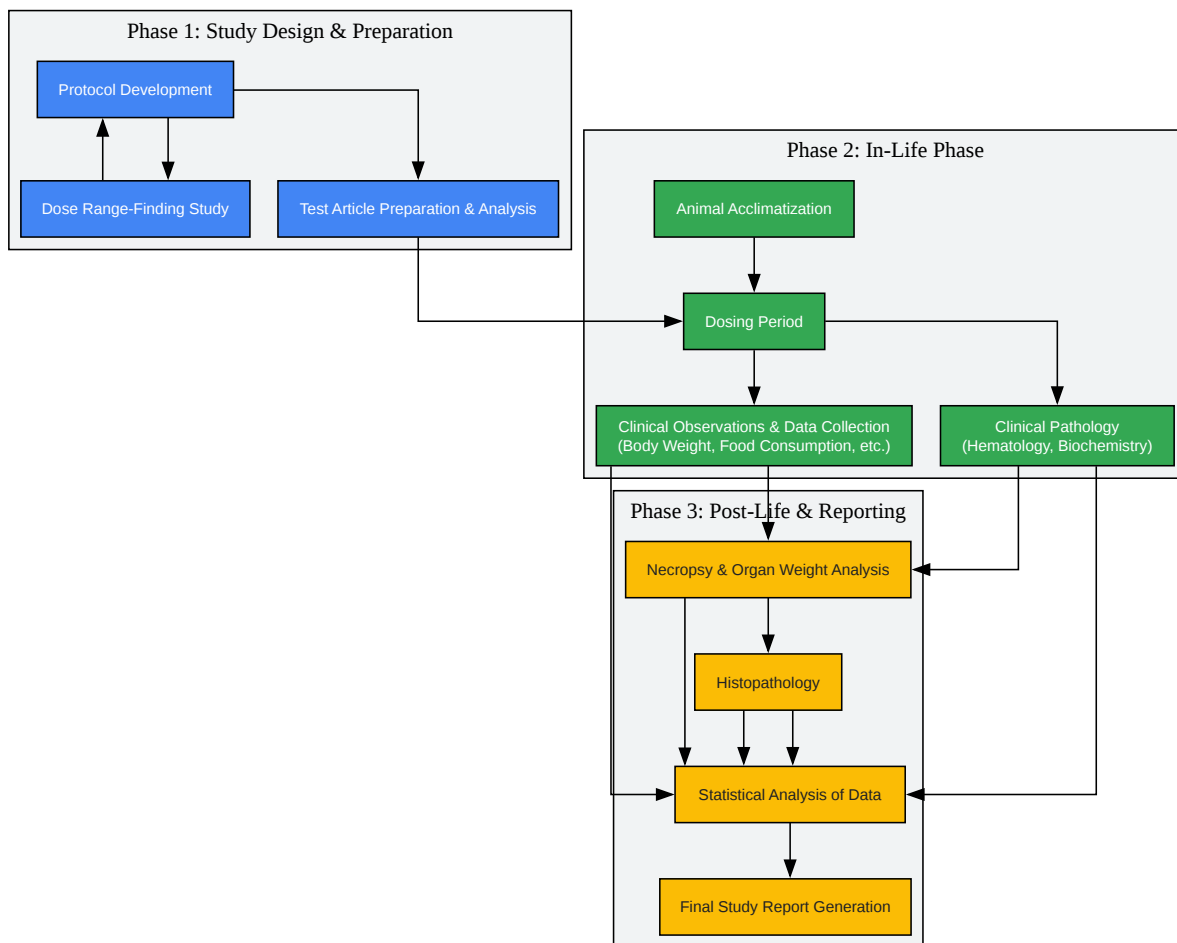 Phase 1: Study Design & Preparation
Protocol Development
Dose Range-Finding Study
Test Article Preparation & Analysis
Phase 2: In-Life Phase
Animal Acclimatization
Dosing Period
Clinical Observations & Data Collection
(Body Weight, Food Consumption, etc.)
Clinical Pathology
(Hematology, Biochemistry)
Phase 3: Post-Life & Reporting
Necropsy & Organ Weight Analysis
Histopathology
Statistical Analysis of Data
Final Study Report Generation